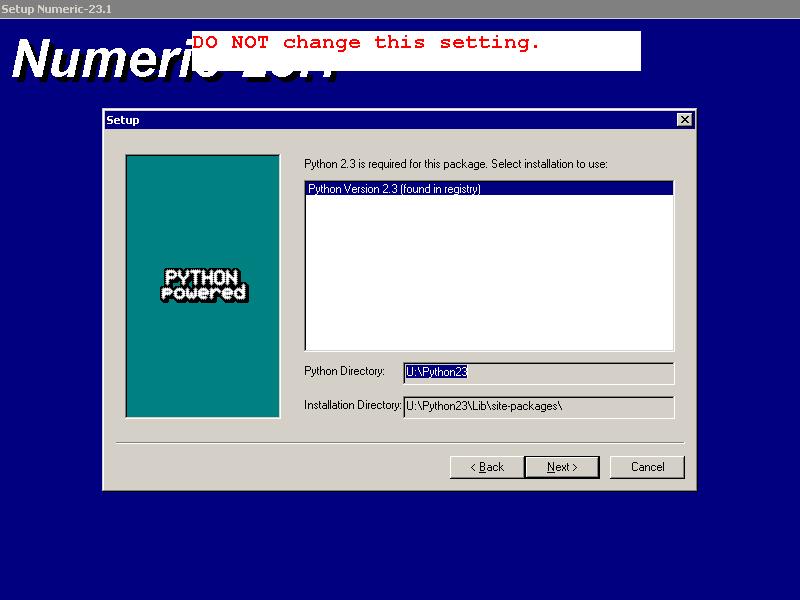 Setup Numeric-23.1
DO NOT change this setting.
Numeric-23.1
Setup
Python 2.3 is required for this package. Select installation to use:
Python Version 2.3 (found in registry)
PYTHON
powered
Python Directory: U:\Python23
Installation Directory: U:\Python23\Lib\site-packages\
< Back Next > Cancel